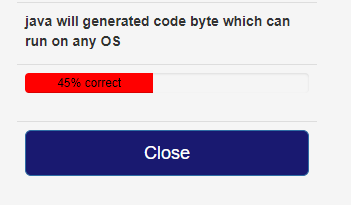 java will generated code byte which can
run on any OS
45% correct
Close